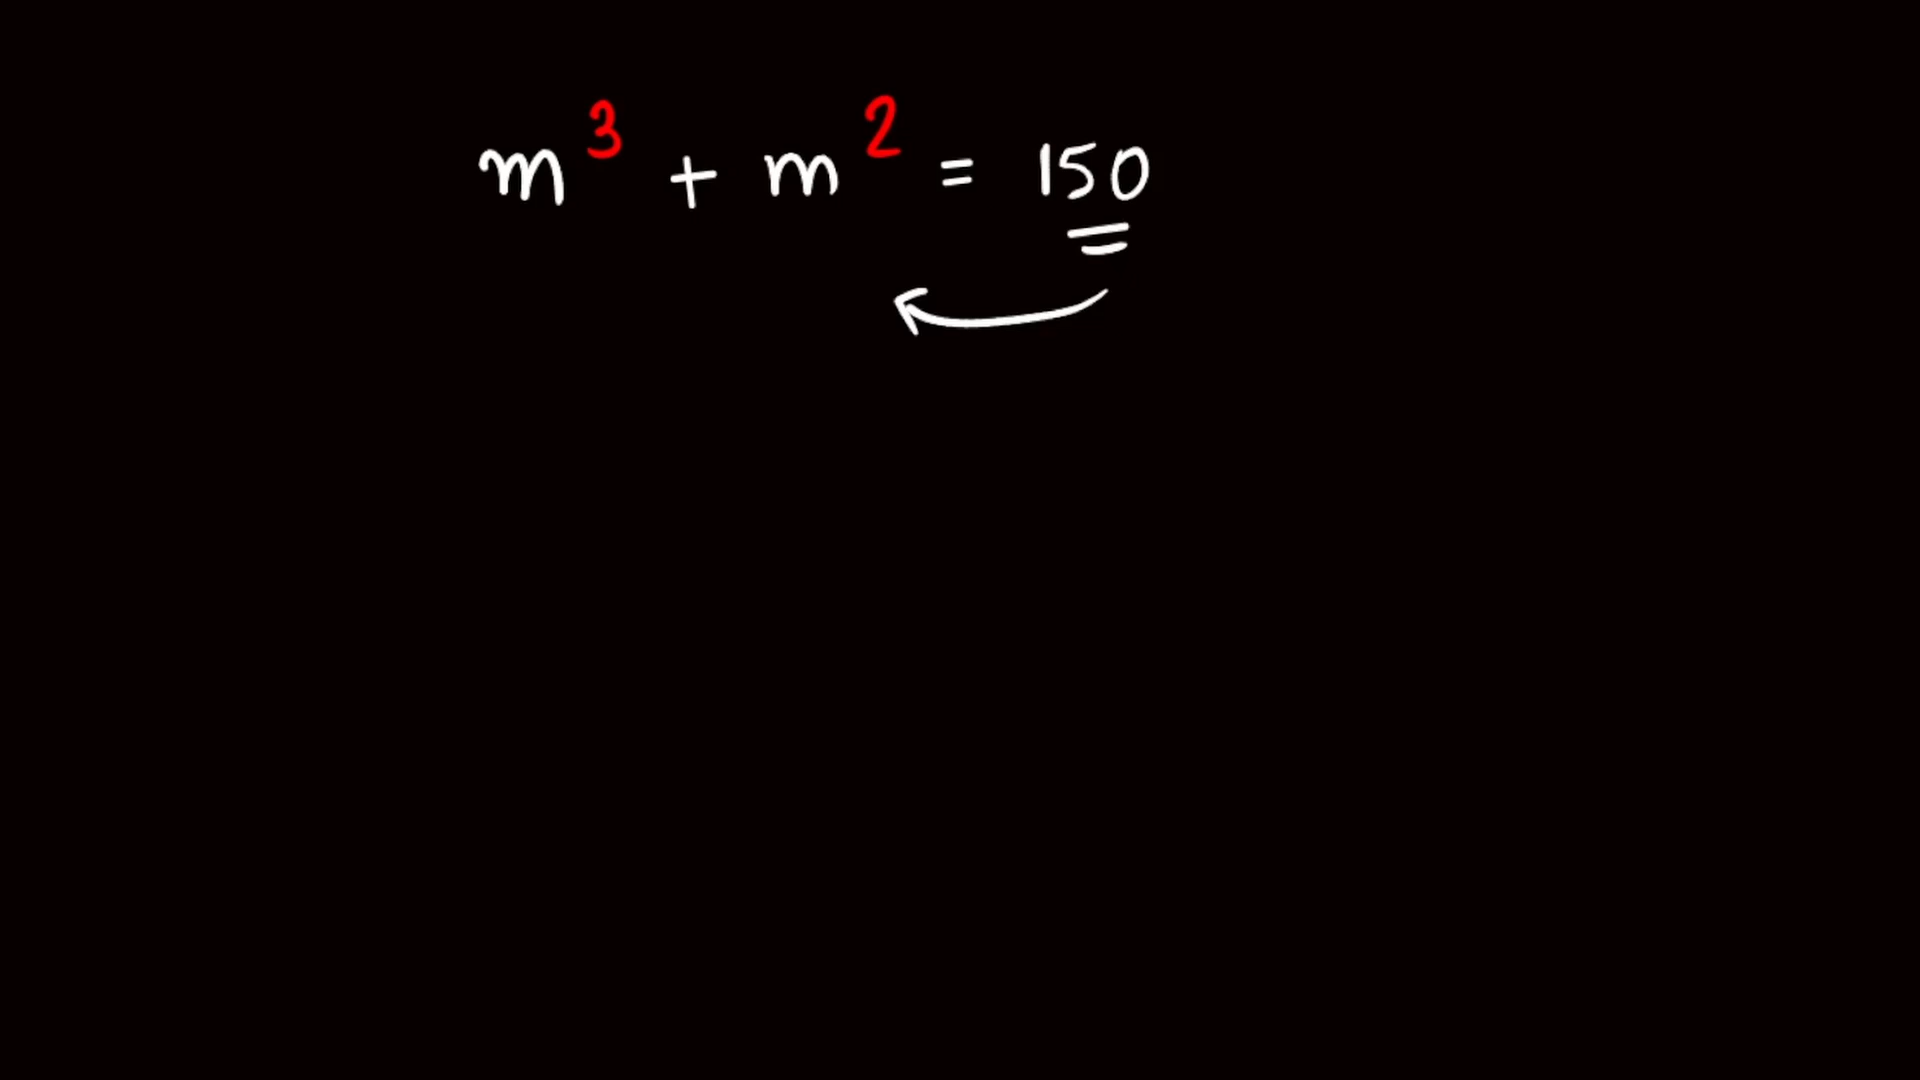 m³ + m² = 150